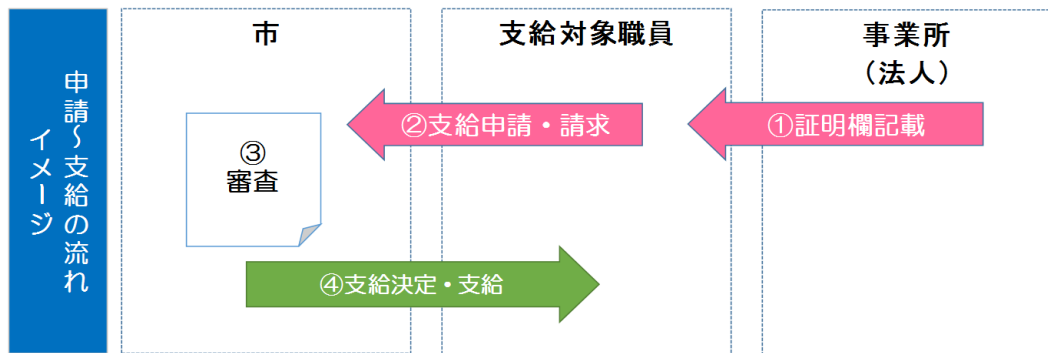 申請～支給の流れ
イメージ
市
支給対象職員
事業所
（法人）
①証明欄記載
②支給申請・請求
③
審査
④支給決定・支給